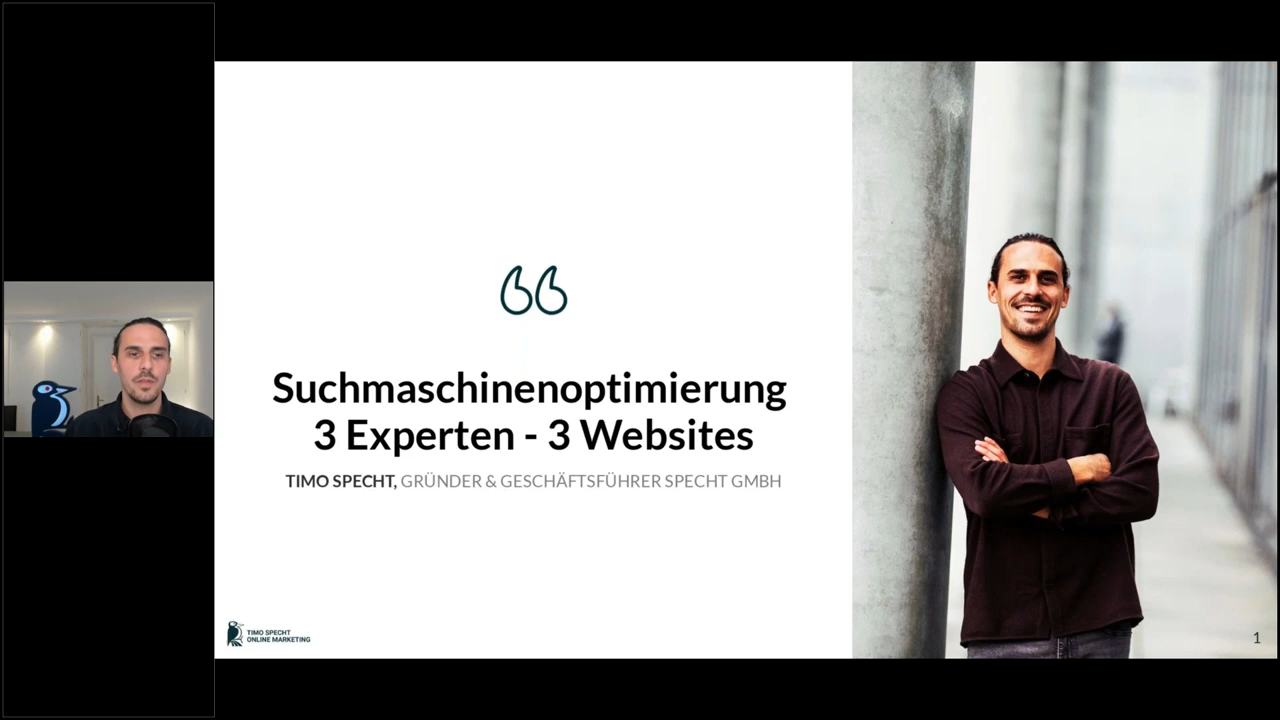 Suchmaschinenoptimierung
3 Experten - 3 Websites
TIMO SPECHT, GRÜNDER & GESCHÄFTSFÜHRER SPECHT GMBH
TIMO SPECHT
ONLINE MARKETING
1